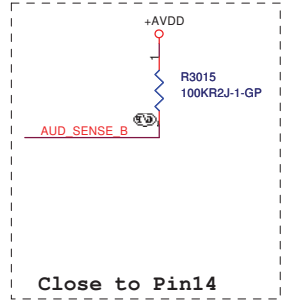 +AVDD
1
R3015
100KR2J-1-GP
AUD_SENSE_B
Close to Pin14